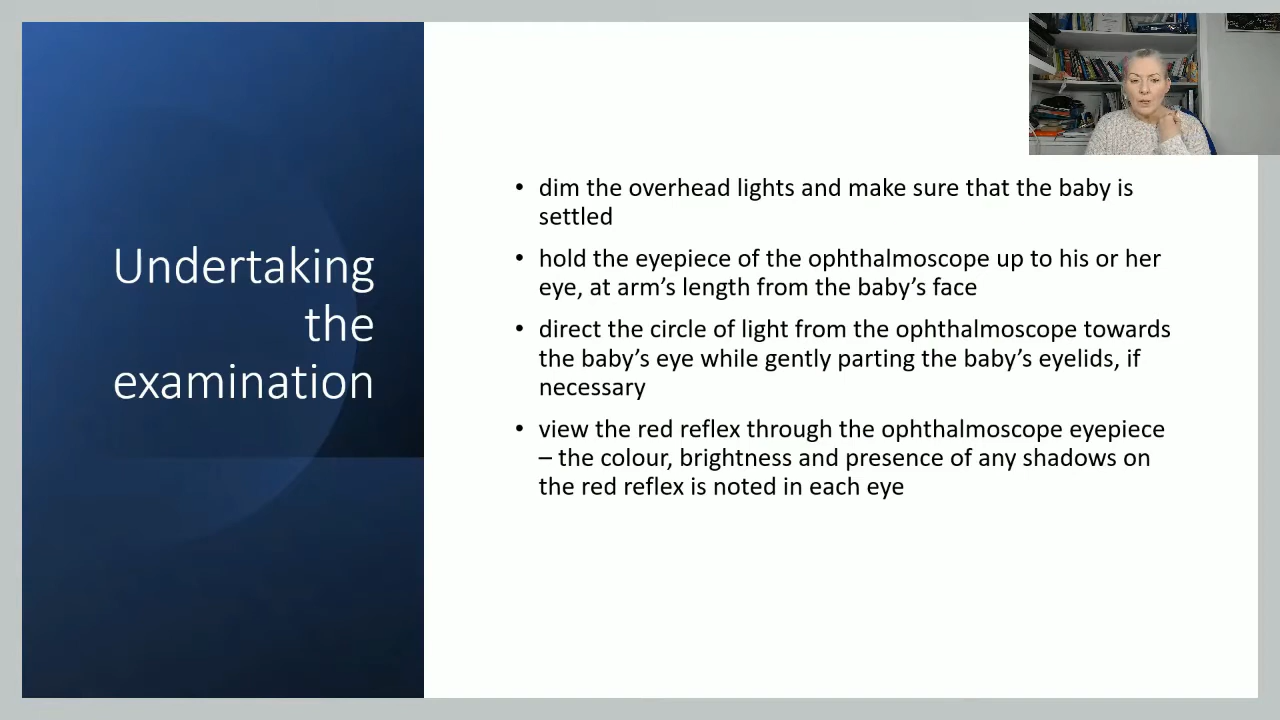 Undertaking
the
examination
• dim the overhead lights and make sure that the baby is
settled
• hold the eyepiece of the ophthalmoscope up to his or her
eye, at arm’s length from the baby’s face
• direct the circle of light from the ophthalmoscope towards
the baby’s eye while gently parting the baby’s eyelids, if
necessary
• view the red reflex through the ophthalmoscope eyepiece
– the colour, brightness and presence of any shadows on
the red reflex is noted in each eye